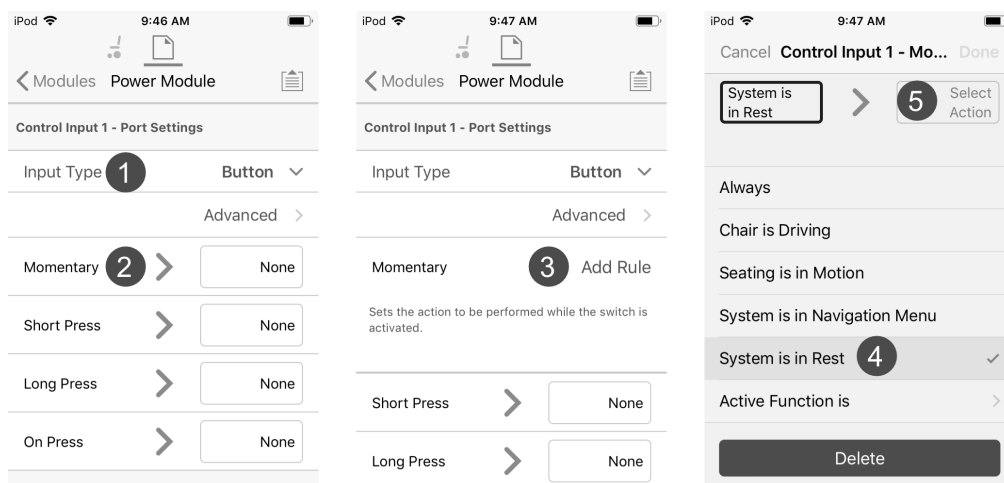 iPod 9:46 AM
Modules Power Module
Control Input 1 - Port Settings
Input Type 1 Button
Advanced
Momentary 2 None
Short Press None
Long Press None
On Press None
iPod 9:47 AM
Modules Power Module
Control Input 1 - Port Settings
Input Type Button
Advanced
Momentary 3 Add Rule
Sets the action to be performed while the switch is
activated.
Short Press None
Long Press None
iPod 9:47 AM
Cancel Control Input 1 - Mo... Done
System is
in Rest
5 Select
Action
Always
Chair is Driving
Seating is in Motion
System is in Navigation Menu
System is in Rest 4
Active Function is
Delete